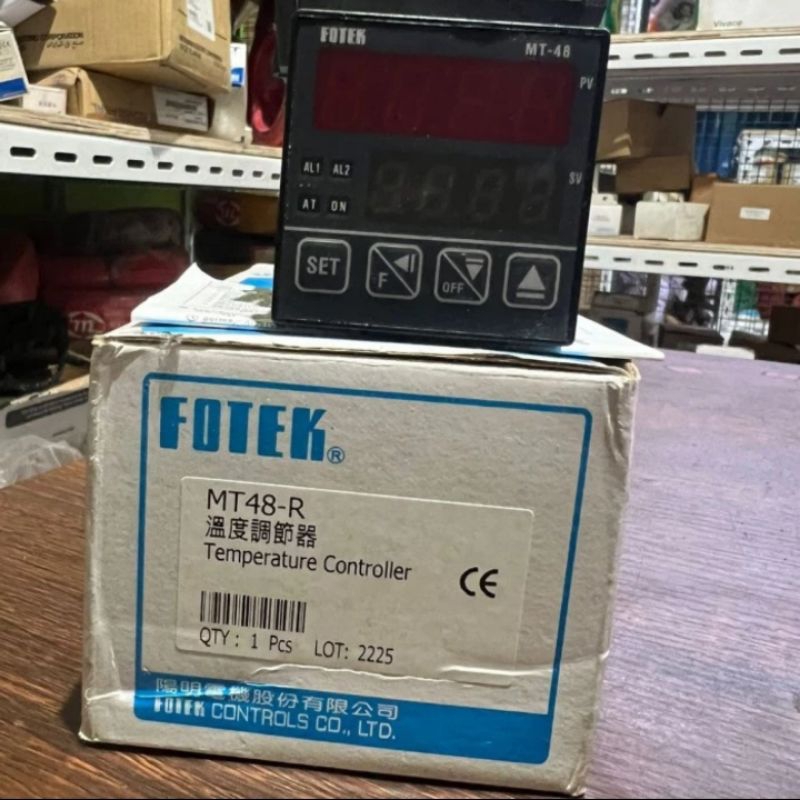 FOTEK
MT-48
PV
AL1 AL2
SV
AT ON
SET
F
OFF
FOTEK®
MT48-R
溫度調節器
Temperature Controller
CE
QTY: 1 Pcs LOT: 2225
陽明電機股份有限公司
FOTEK CONTROLS CO., LTD.
Vivace
CORPORATION